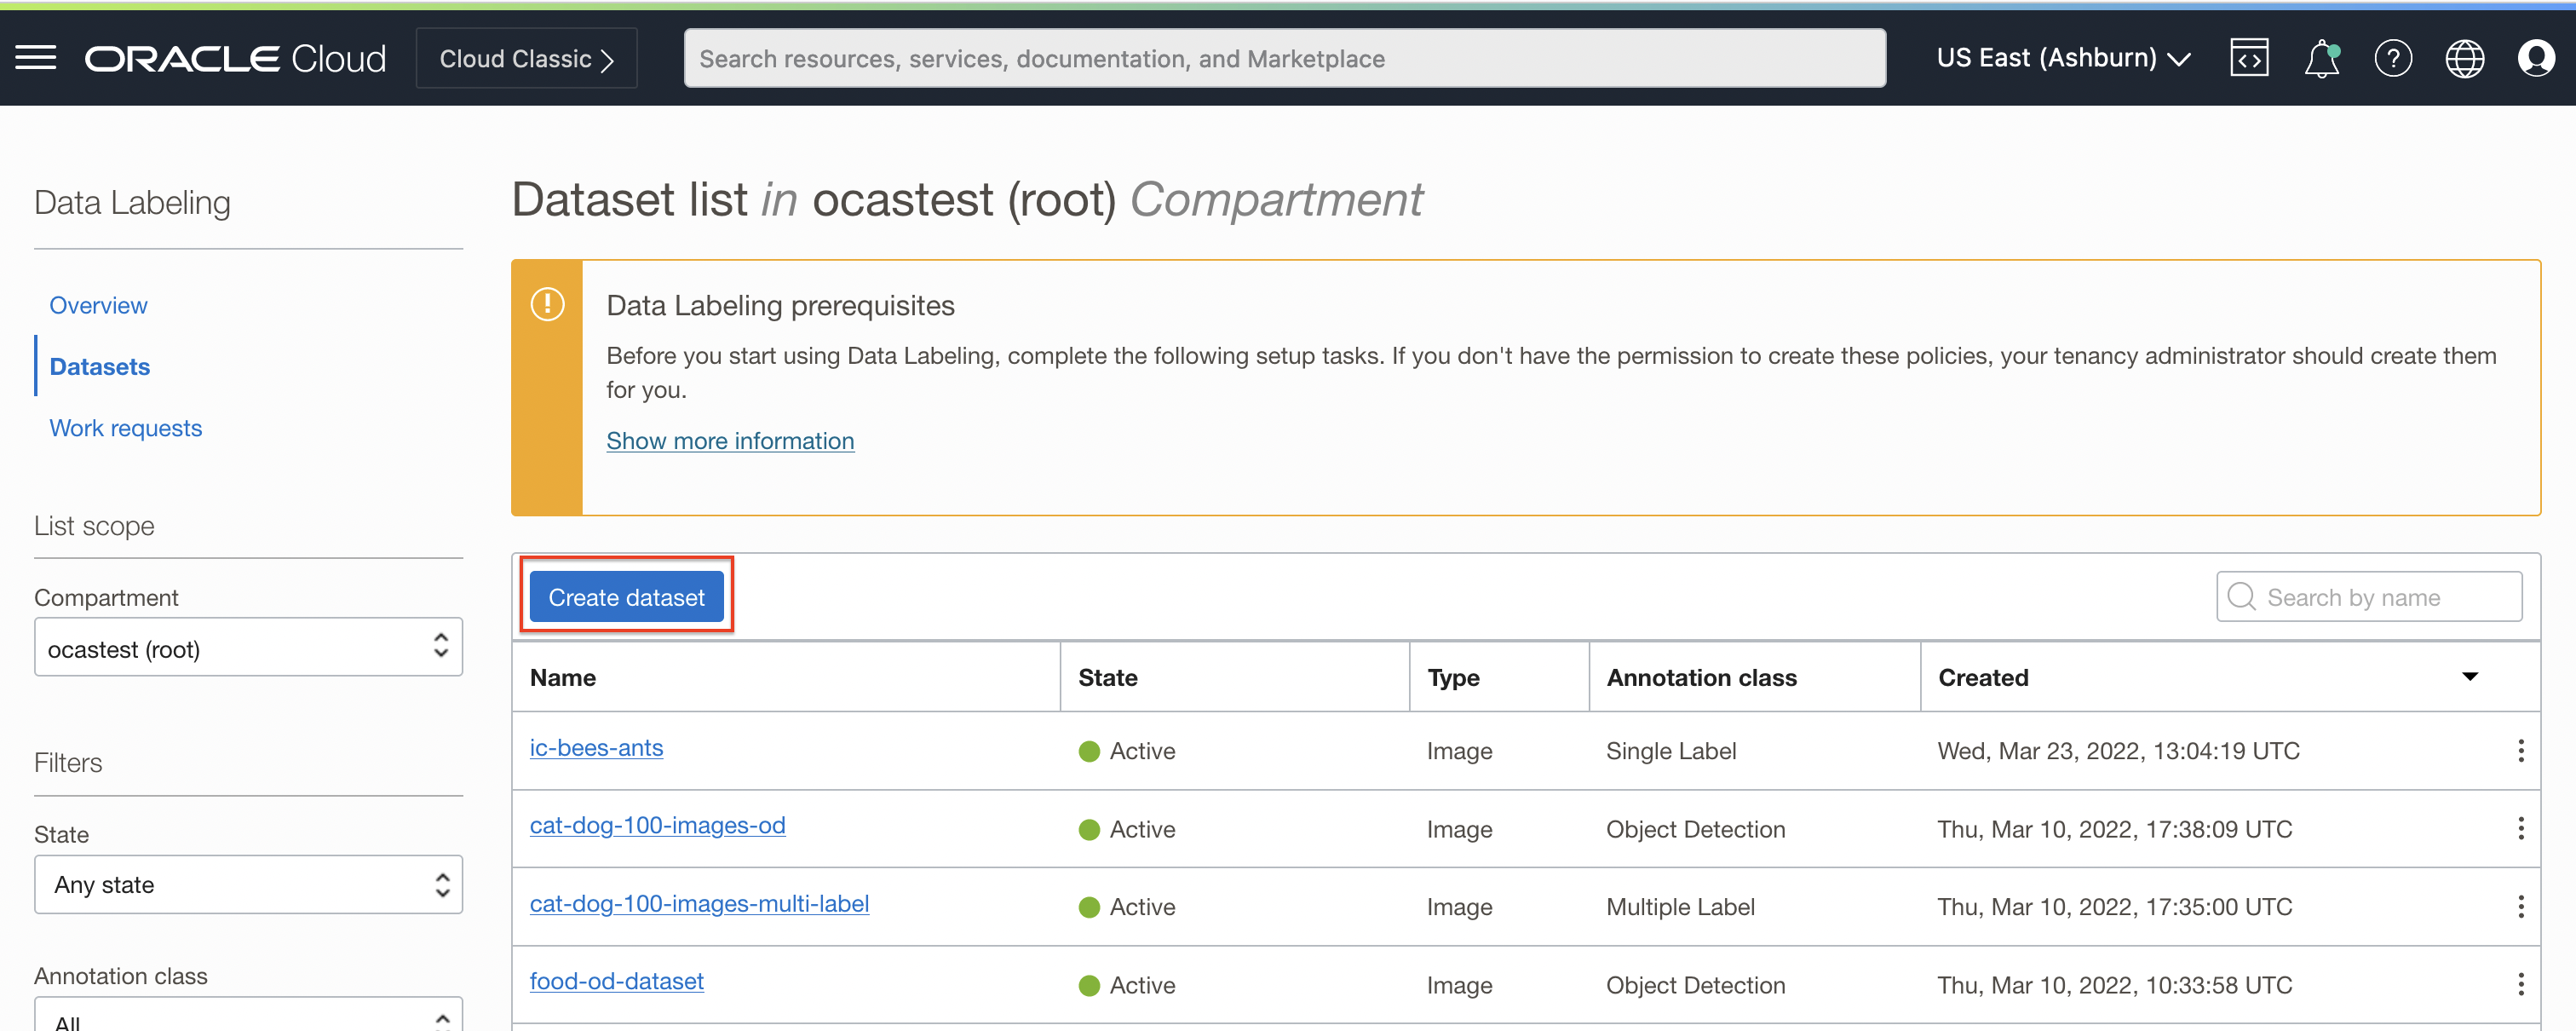 ORACLE Cloud
Cloud Classic
Search resources, services, documentation, and Marketplace
US East (Ashburn)
Data Labeling
Overview
Datasets
Work requests
List scope
Compartment
ocastest (root)
Filters
State
Any state
Annotation class
All
Dataset list in ocastest (root) Compartment
Data Labeling prerequisites
Before you start using Data Labeling, complete the following setup tasks. If you don't have the permission to create these policies, your tenancy administrator should create them
for you.
Show more information
Create dataset
Search by name
Name State Type Annotation class Created
ic-bees-ants Active Image Single Label Wed, Mar 23, 2022, 13:04:19 UTC
cat-dog-100-images-od Active Image Object Detection Thu, Mar 10, 2022, 17:38:09 UTC
cat-dog-100-images-multi-label Active Image Multiple Label Thu, Mar 10, 2022, 17:35:00 UTC
food-od-dataset Active Image Object Detection Thu, Mar 10, 2022, 10:33:58 UTC